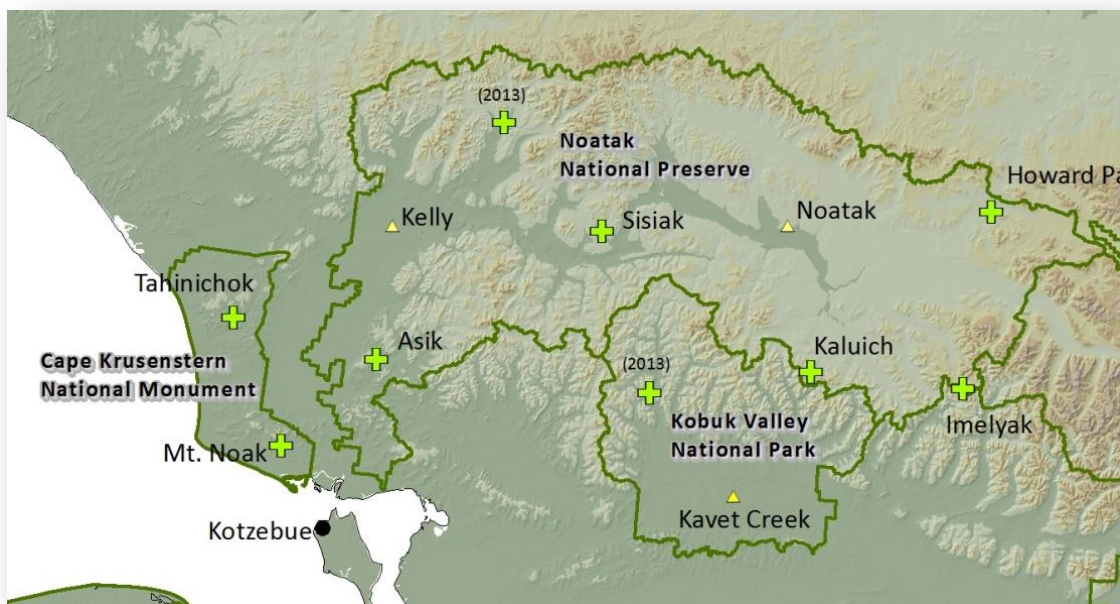 (2013)
Noatak
National Preserve
Howard Pa
Kelly
Sisiak
Noatak
Tahinichok
Asik
(2013)
Kaluich
Cape Krusenstern
National Monument
Kobuk Valley
National Park
Imelyak
Mt. Noak
Kavet Creek
Kotzebue